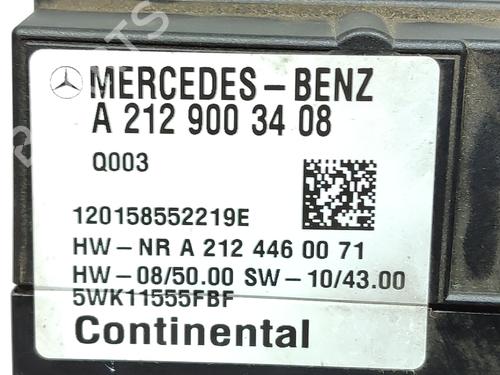 MERCEDES-BENZ
A 212 900 34 08
Q003
120158552219E
HW-NR A 212 446 00 71
HW-08/50.00 SW-10/43.00
5WK11555FBF
Continental